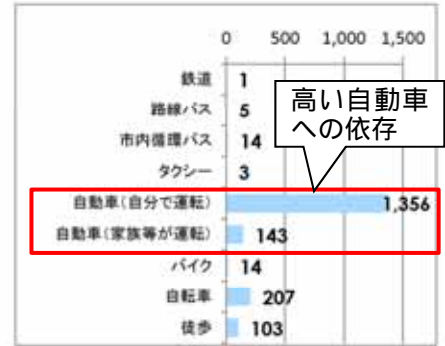 0 500 1,000 1,500
鉄道 1
路線バス 5
市内循環バス 14
タクシー 3
自動車(自分で運転) 1,356
自動車(家族等が運転) 143
バイク 14
自転車 207
徒歩 103
高い自動車
への依存